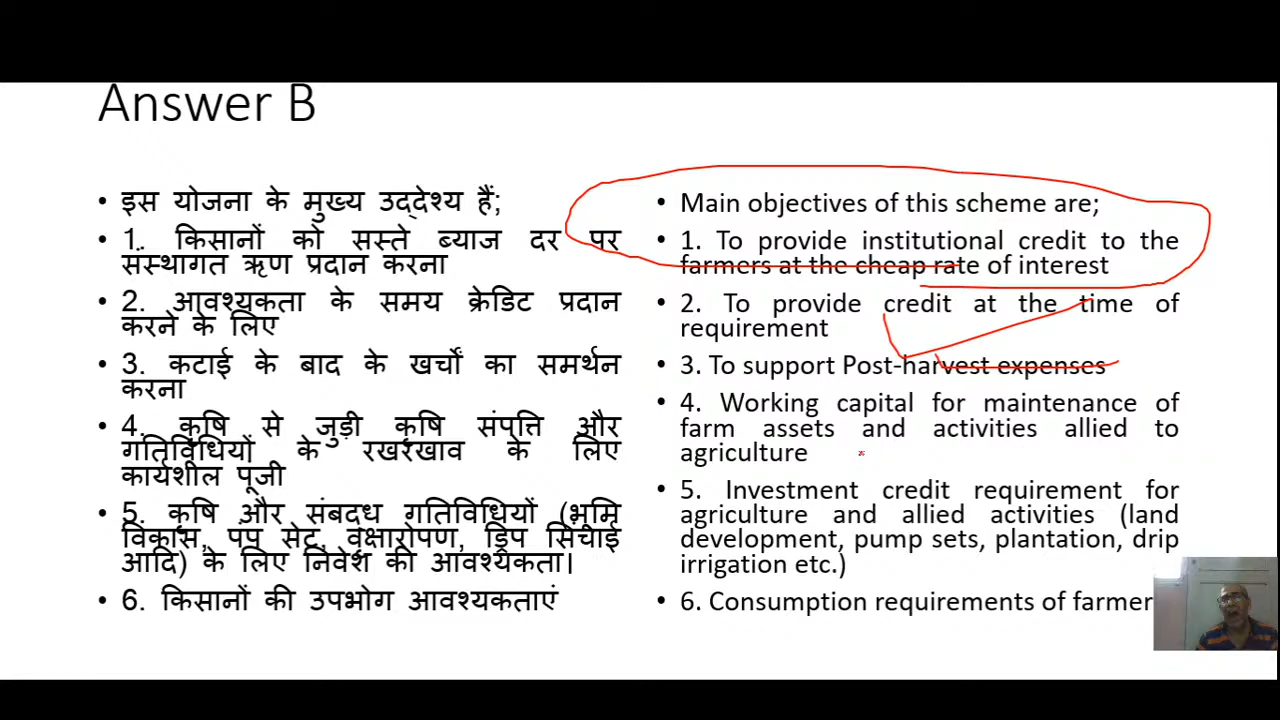 Answer B
• इस योजना के मुख्य उद्देश्य हैं;
• 1. किसानों को सस्ते ब्याज दर पर
संस्थागत ऋण प्रदान करना
• 2. आवश्यकता के समय क्रेडिट प्रदान
करने के लिए
• 3. कटाई के बाद के खर्चों का समर्थन
करना
• 4. कृषि से जुड़ी कृषि संपत्ति और
गतिविधियों के रखरखाव के लिए
कार्यशील पूंजी
• 5. कृषि और संबद्ध गतिविधियों (भूमि
विकास, पंप सेट, वृक्षारोपण, ड्रिप सिंचाई
आदि) के लिए निवेश की आवश्यकता।
• 6. किसानों की उपभोग आवश्यकताएं
• Main objectives of this scheme are;
• 1. To provide institutional credit to the
farmers at the cheap rate of interest
• 2. To provide credit at the time of
requirement
• 3. To support Post-harvest expenses
• 4. Working capital for maintenance of
farm assets and activities allied to
agriculture
• 5. Investment credit requirement for
agriculture and allied activities (land
development, pump sets, plantation, drip
irrigation etc.)
• 6. Consumption requirements of farmer